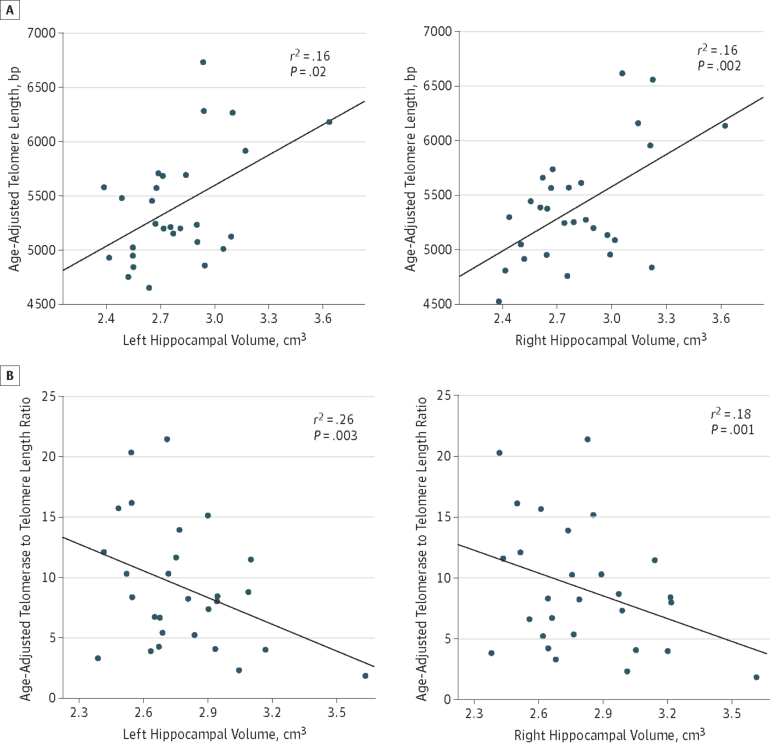 A
Age-Adjusted Telomere Length, bp
7000
6500
6000
5500
5000
4500
r² = .16
P = .02
2.4 2.7 3.0 3.3 3.6
Left Hippocampal Volume, cm³
Age-Adjusted Telomere Length, bp
7000
6500
6000
5500
5000
4500
r² = .16
P = .002
2.4 2.7 3.0 3.3 3.6
Right Hippocampal Volume, cm³
B
Age-Adjusted Telomerase to Telomere Length Ratio
25
20
15
10
5
0
r² = .26
P = .003
2.3 2.6 2.9 3.2 3.5
Left Hippocampal Volume, cm³
Age-Adjusted Telomerase to Telomere Length Ratio
25
20
15
10
5
0
r² = .18
P = .001
2.3 2.6 2.9 3.2 3.5
Right Hippocampal Volume, cm³